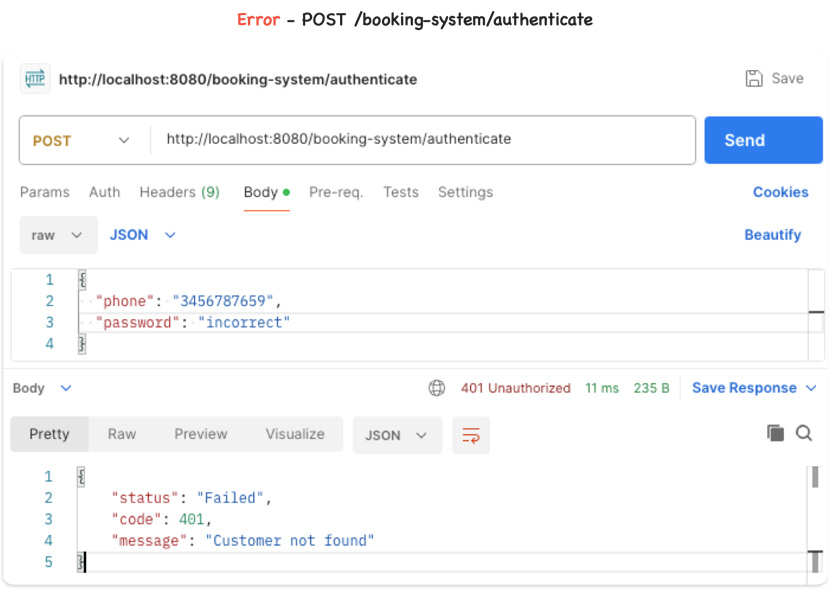 Error - POST /booking-system/authenticate
HTTP http://localhost:8080/booking-system/authenticate Save
POST http://localhost:8080/booking-system/authenticate Send
Params Auth Headers (9) Body Pre-req. Tests Settings Cookies
raw JSON Beautify
1 {
2 "phone": "3456787659",
3 "password": "incorrect"
4 }
Body 401 Unauthorized 11 ms 235 B Save Response
Pretty Raw Preview Visualize JSON
1 {
2 "status": "Failed",
3 "code": 401,
4 "message": "Customer not found"
5 }